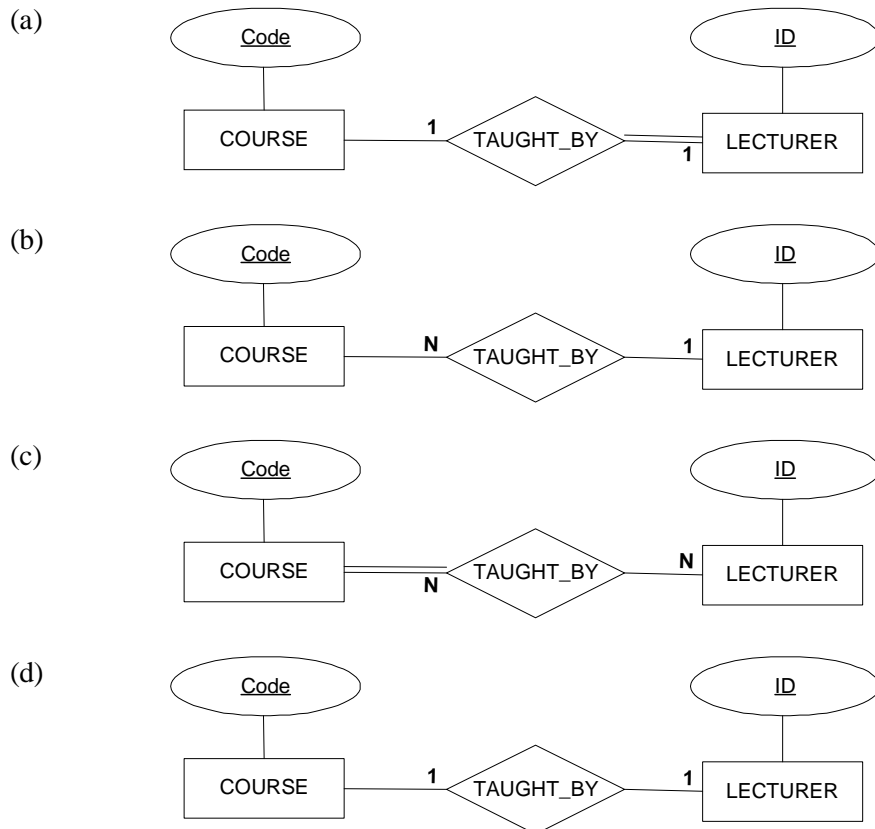 (a)
Code ID
COURSE 1 TAUGHT_BY 1 LECTURER
(b)
Code ID
COURSE N TAUGHT_BY 1 LECTURER
(c)
Code ID
COURSE N TAUGHT_BY N LECTURER
(d)
Code ID
COURSE 1 TAUGHT_BY 1 LECTURER